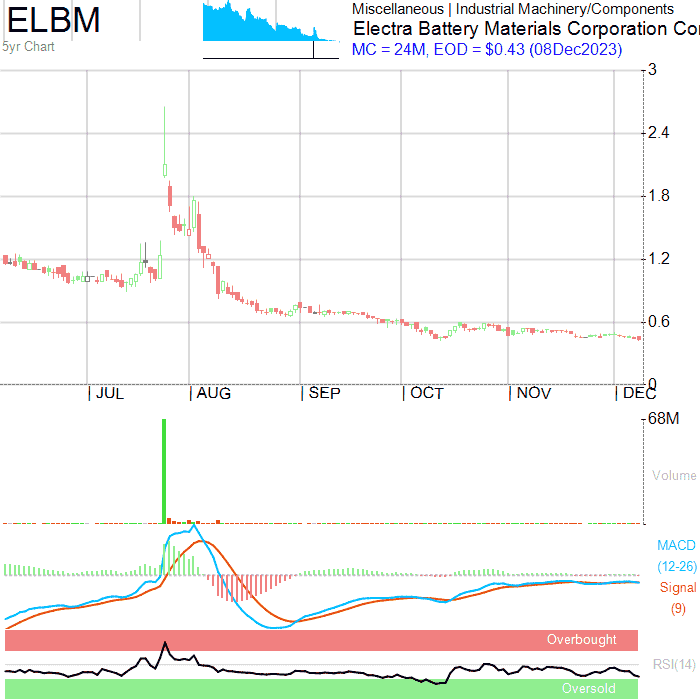 ELBM
5yr Chart
Miscellaneous | Industrial Machinery/Components
Electra Battery Materials Corporation Cor
MC = 24M, EOD = $0.43 (08Dec2023)
3
2.4
1.8
1.2
0.6
0
JUL
AUG
SEP
OCT
NOV
DEC
68M
Volume
MACD
(12-26)
Signal
(9)
Overbought
RSI(14)
Oversold